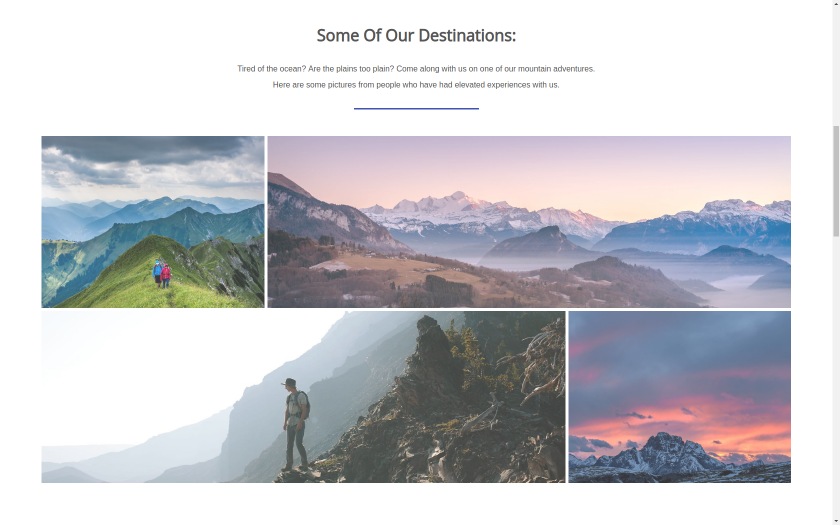 Some Of Our Destinations:
Tired of the ocean? Are the plains too plain? Come along with us on one of our mountain adventures.
Here are some pictures from people who have had elevated experiences with us.